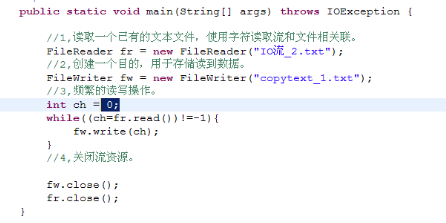 public static void main(String[] args) throws IOException {
//1,读取一个已有的文本文件，使用字符读取流和文件相关联。
FileReader fr = new FileReader("IO流_2.txt");
//2,创建一个目的，用于存储读到数据。
FileWriter fw = new FileWriter("copytext_1.txt");
//3,频繁的读写操作。
int ch = 0;
while((ch=fr.read())!=-1){
fw.write(ch);
}
//4,关闭流资源。
fw.close();
fr.close();
}